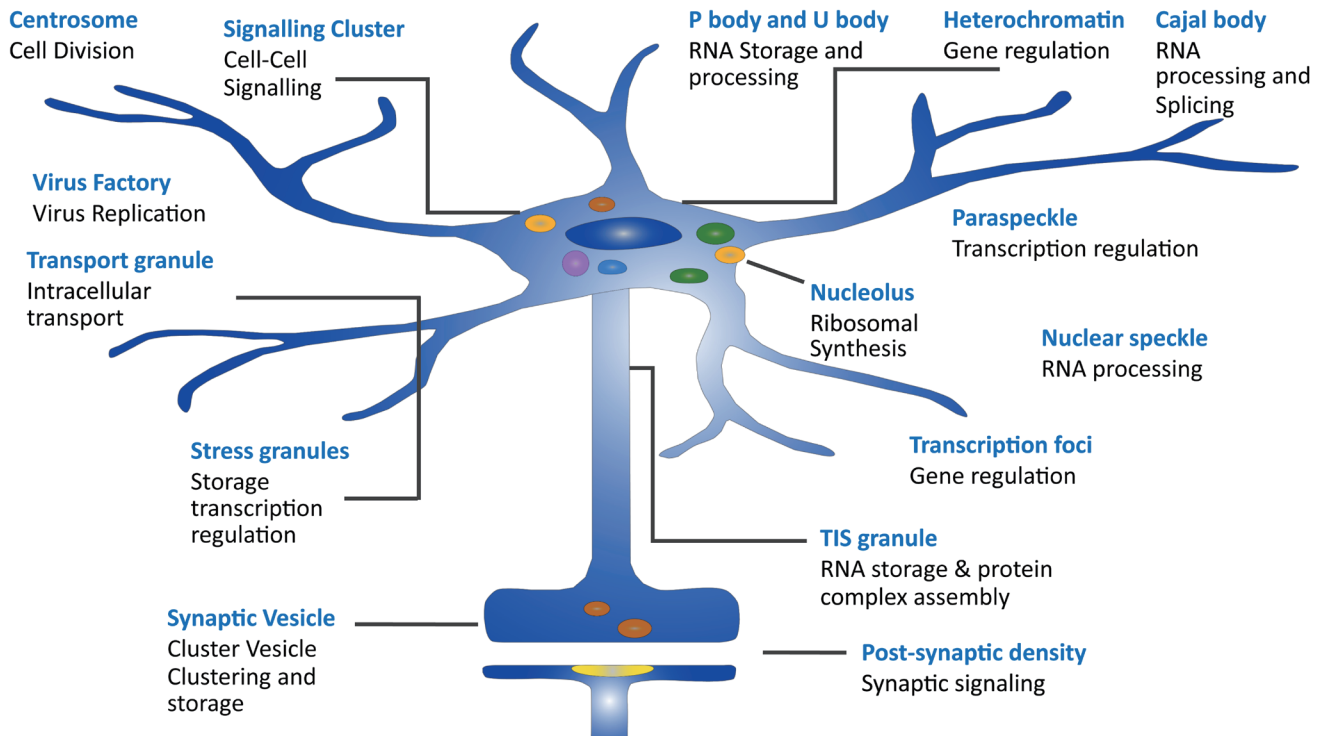 Centrosome
Cell Division
Signalling Cluster
Cell-Cell
Signalling
P body and U body
RNA Storage and
processing
Heterochromatin
Gene regulation
Cajal body
RNA
processing and
Splicing
Virus Factory
Virus Replication
Paraspeckle
Transcription regulation
Transport granule
Intracellular
transport
Nucleolus
Ribosomal
Synthesis
Nuclear speckle
RNA processing
Stress granules
Storage
transcription
regulation
Transcription foci
Gene regulation
TIS granule
RNA storage & protein
complex assembly
Synaptic Vesicle
Cluster Vesicle
Clustering and
storage
Post-synaptic density
Synaptic signaling